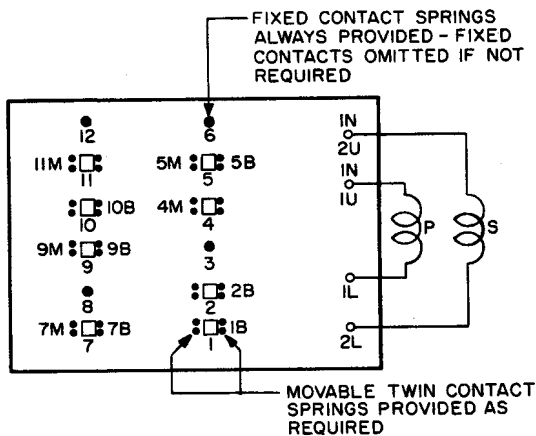 FIXED CONTACT SPRINGS
ALWAYS PROVIDED - FIXED
CONTACTS OMITTED IF NOT
REQUIRED
12
6
1N
2U
11M
11
5M
5B
5
1N
1U
10B
10
4M
4
P
S
9M
9B
9
3
8
2B
2
1L
7M
7B
7
1B
1
2L
MOVABLE TWIN CONTACT
SPRINGS PROVIDED AS
REQUIRED